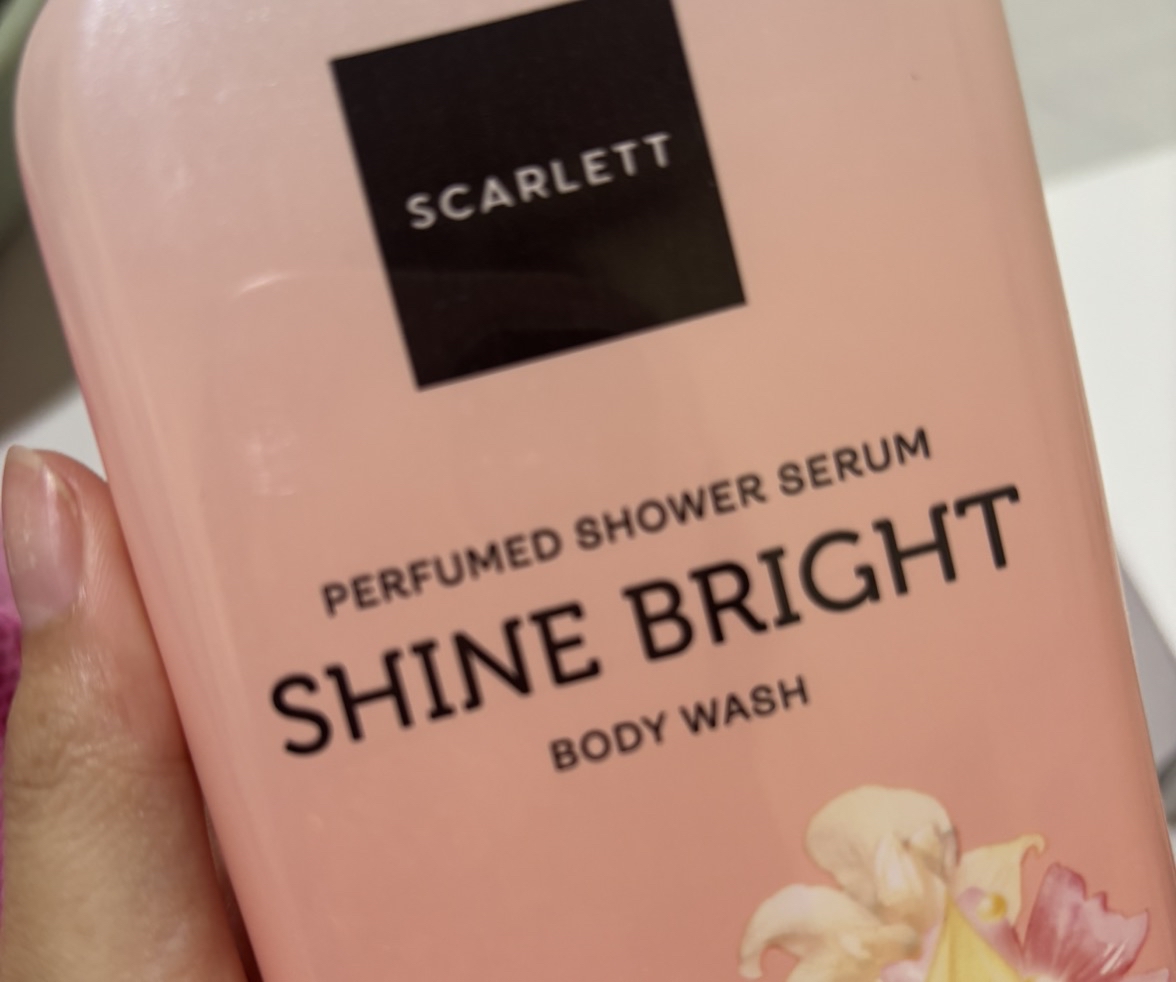 SCARLETT
PERFUMED SHOWER SERUM
SHINE BRIGHT
BODY WASH